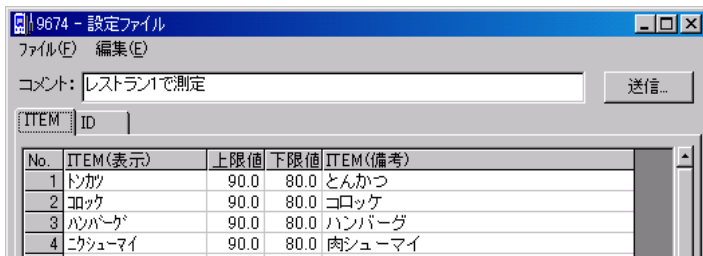 9674 - 設定ファイル
ﾌｧｲﾙ(F) 編集(E)
コメント: レストラン1で測定 送信...
ITEM ID
No. ITEM(表示) 上限値 下限値 ITEM(備考)
1 ﾄﾝｶﾂ 90.0 80.0 とんかつ
2 ｺﾛｯｹ 90.0 80.0 コロッケ
3 ﾊﾝﾊﾞｰｸﾞ 90.0 80.0 ハンバーグ
4 ﾆｸｼｭｰﾏｲ 90.0 80.0 肉シューマイ